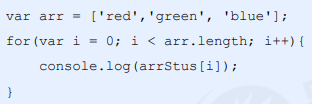 var arr = ['red','green', 'blue'];
for(var i = 0; i < arr.length; i++){
    console.log(arrStus[i]);
}